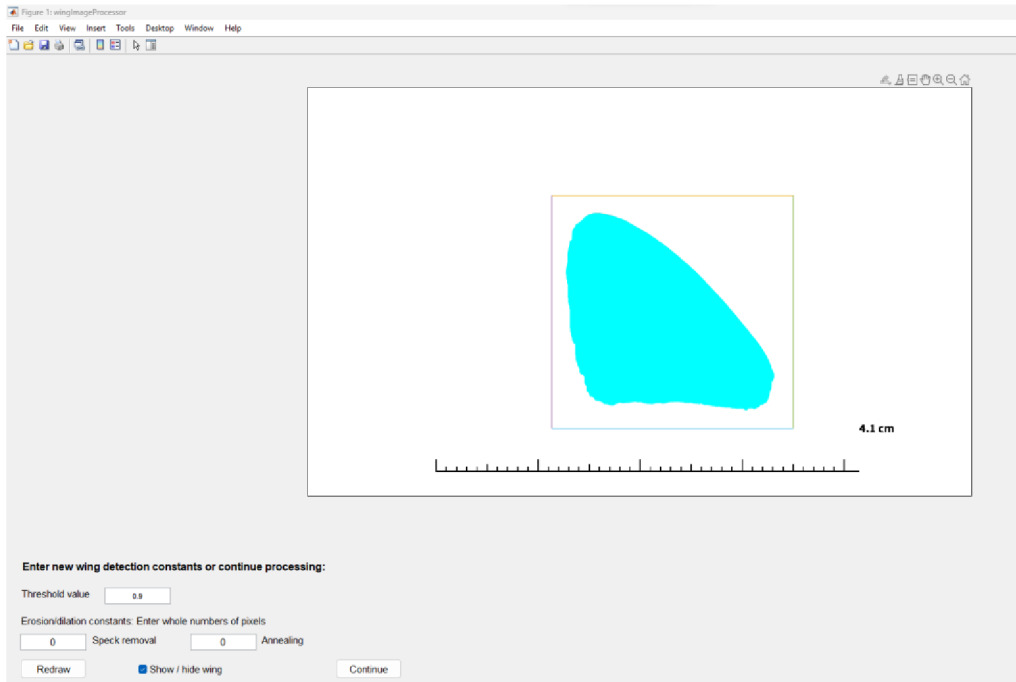 Figure 1: wingImageProcessor
File Edit View Insert Tools Desktop Window Help
4.1 cm
Enter new wing detection constants or continue processing:
Threshold value 0.9
Erosion/dilation constants: Enter whole numbers of pixels
0 Speck removal 0 Annealing
Redraw Show / hide wing Continue